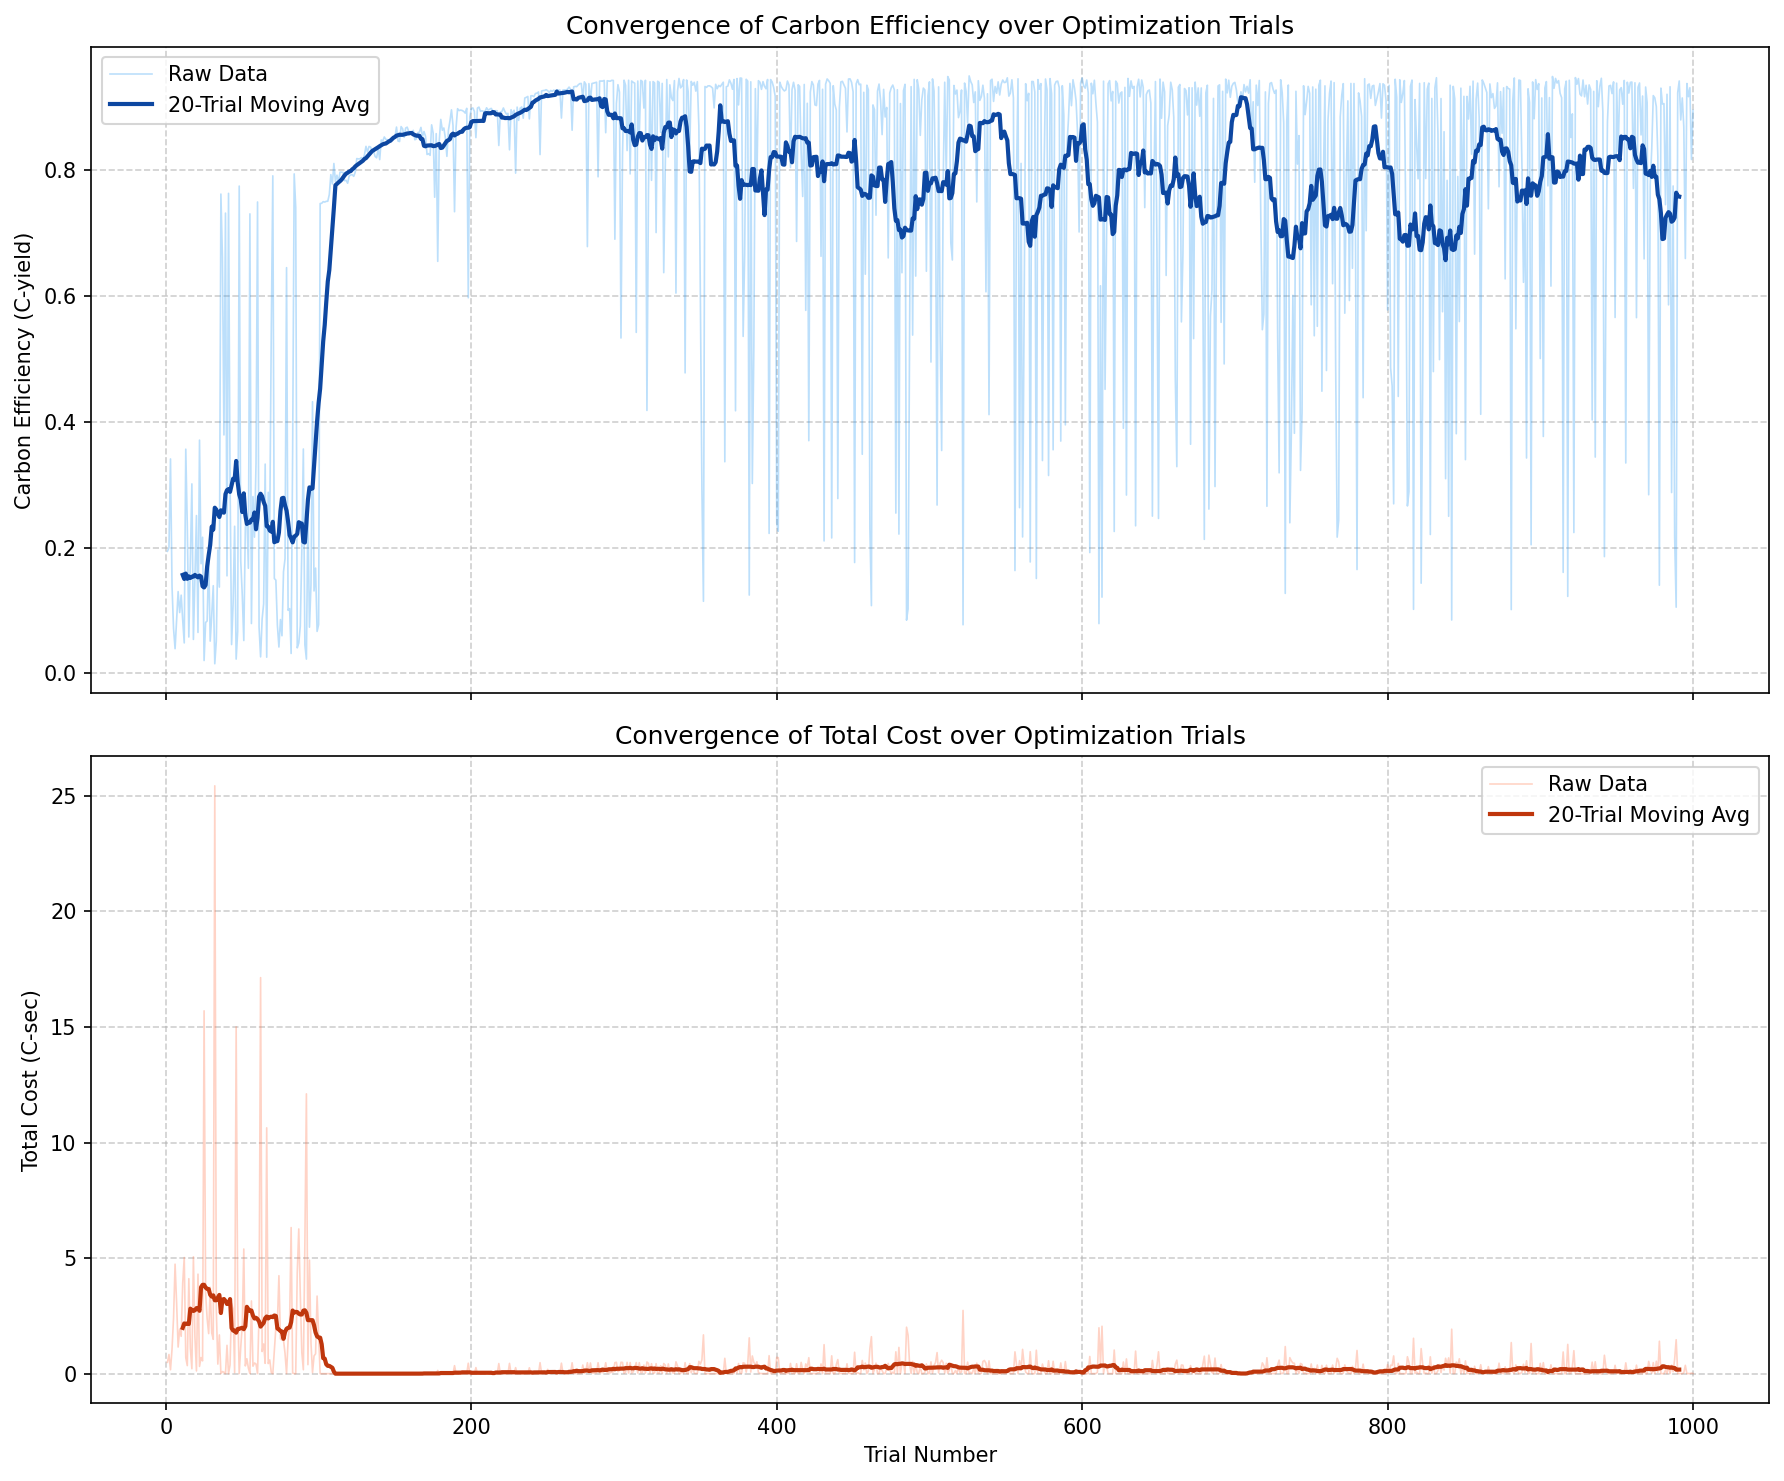 Convergence of Carbon Efficiency over Optimization Trials
Raw Data
20-Trial Moving Avg
Carbon Efficiency (C-yield)
0.8
0.6
0.4
0.2
0.0
Convergence of Total Cost over Optimization Trials
Raw Data
20-Trial Moving Avg
Total Cost (C-sec)
25
20
15
10
5
0
0 200 400 600 800 1000
Trial Number